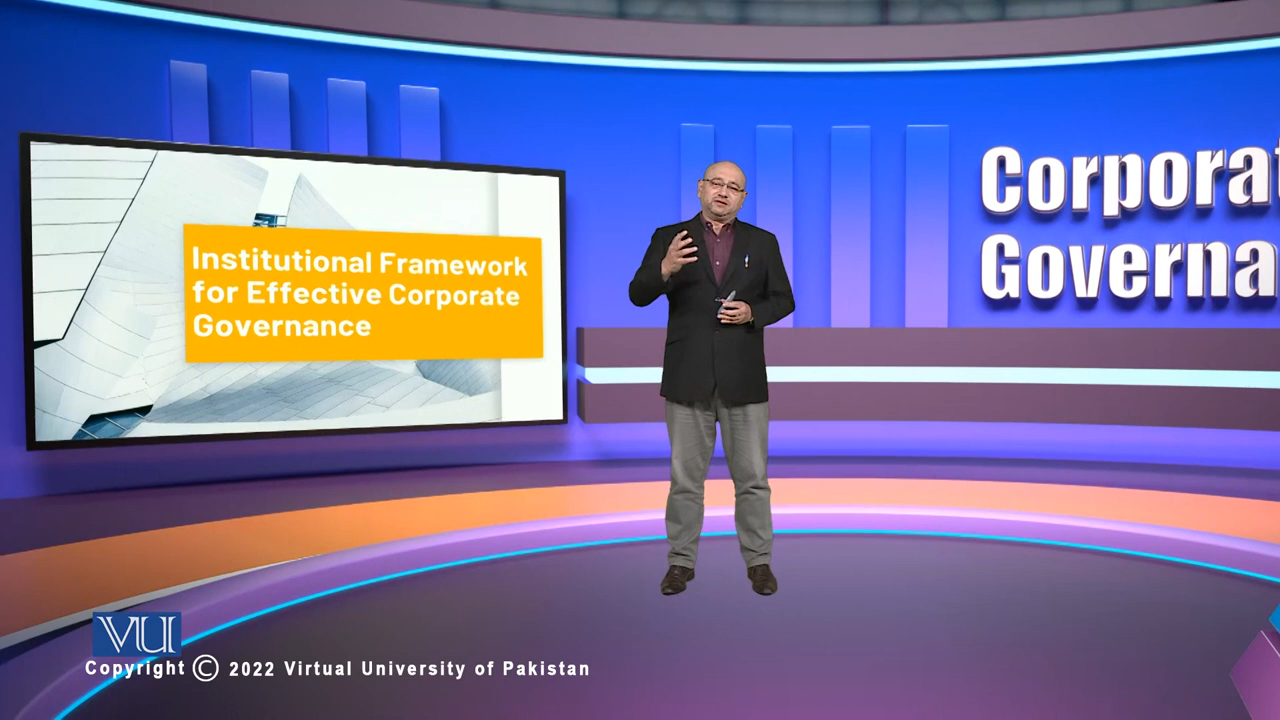 Institutional Framework
for Effective Corporate
Governance
Corporat
Governa
VU
Copyright © 2022 Virtual University of Pakistan